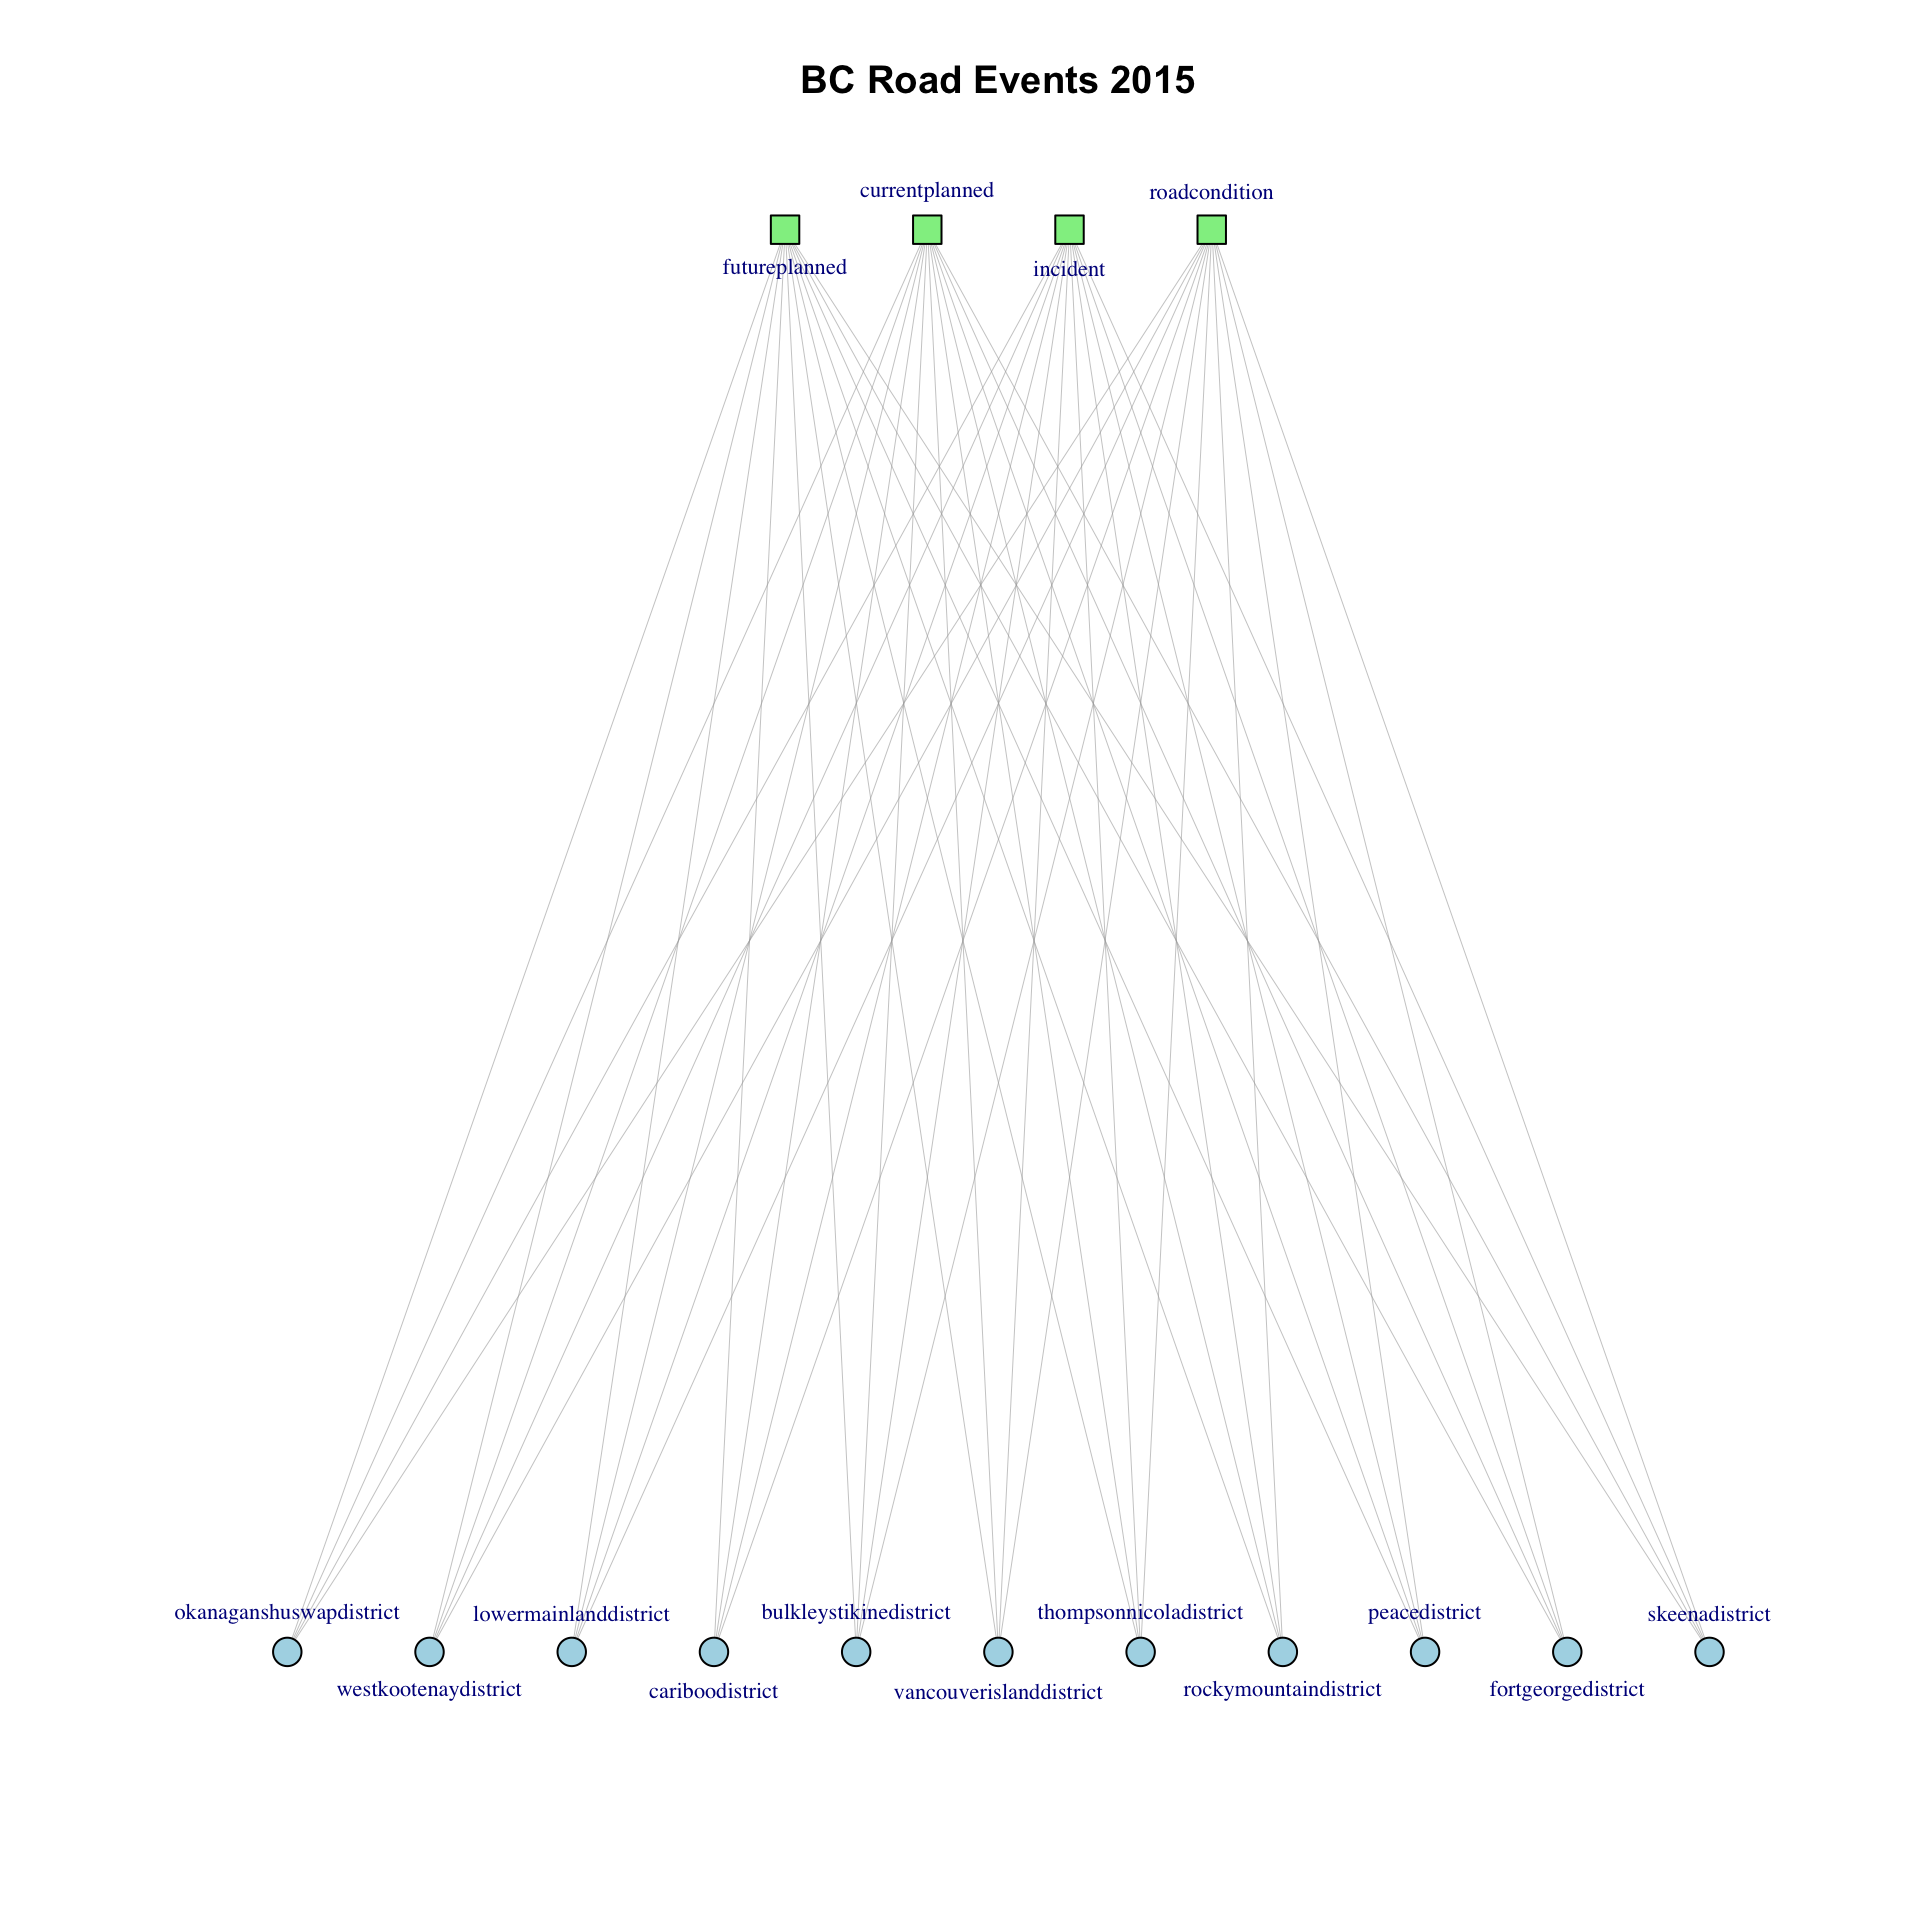 BC Road Events 2015
currentplanned
roadcondition
futureplanned
incident
okanaganshuswapdistrict
lowermainlanddistrict
bulkleystikinedistrict
thompsonnicoladistrict
peacedistrict
skeenadistrict
westkootenaydistrict
cariboodistrict
vancouverislanddistrict
rockymountaindistrict
fortgeorgedistrict